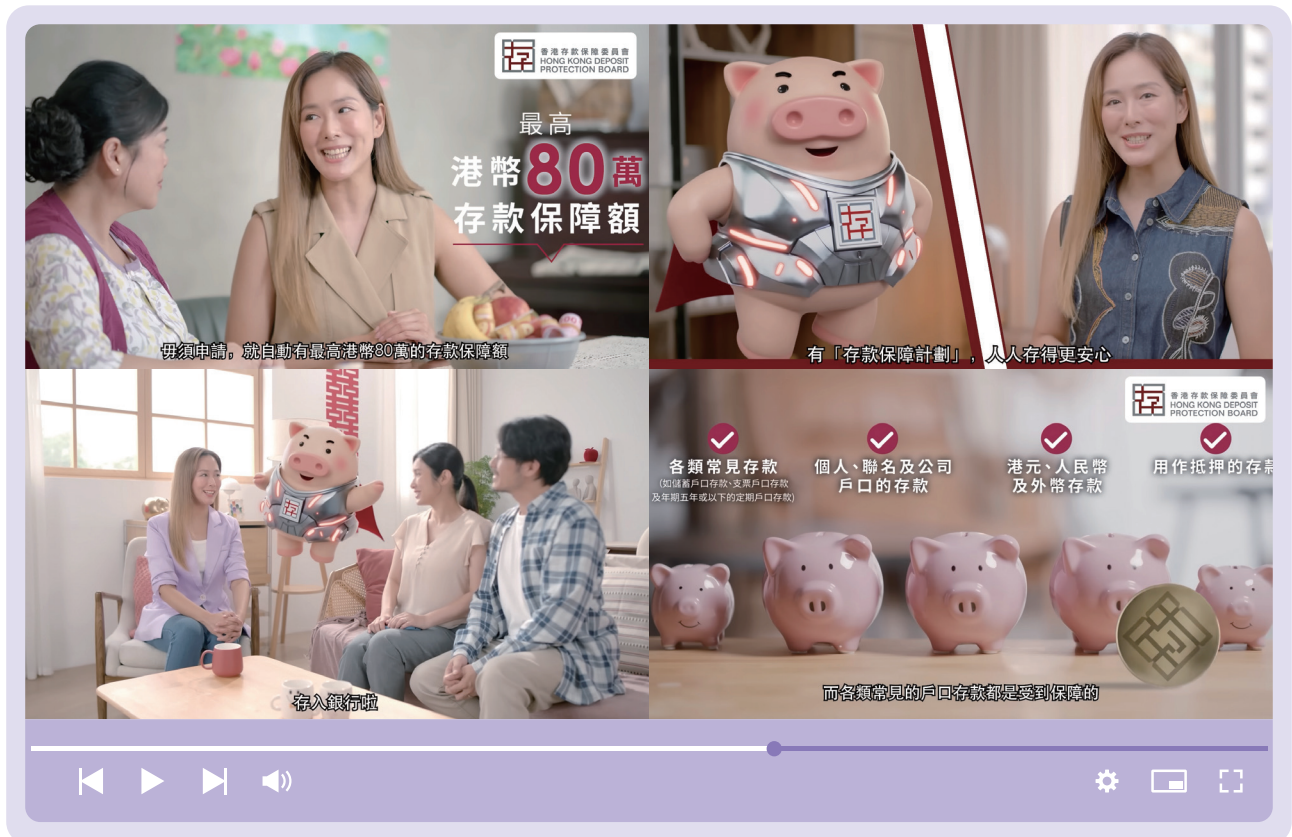 存
香港存款保障委員會
HONG KONG DEPOSIT
PROTECTION BOARD
最高
港幣80萬
存款保障額
毋須申請，就自動有最高港幣80萬的存款保障額
存
有「存款保障計劃」，人人存得更安心
囍
囍
存
存入銀行啦
存
香港存款保障委員會
HONG KONG DEPOSIT
PROTECTION BOARD
各類常見存款
(如儲蓄戶口存款、支票戶口存款
及年期五年或以下的定期戶口存款)
個人、聯名及公司
戶口的存款
港元、人民幣
及外幣存款
用作抵押的存款
存
而各類常見的戶口存款都是受到保障的